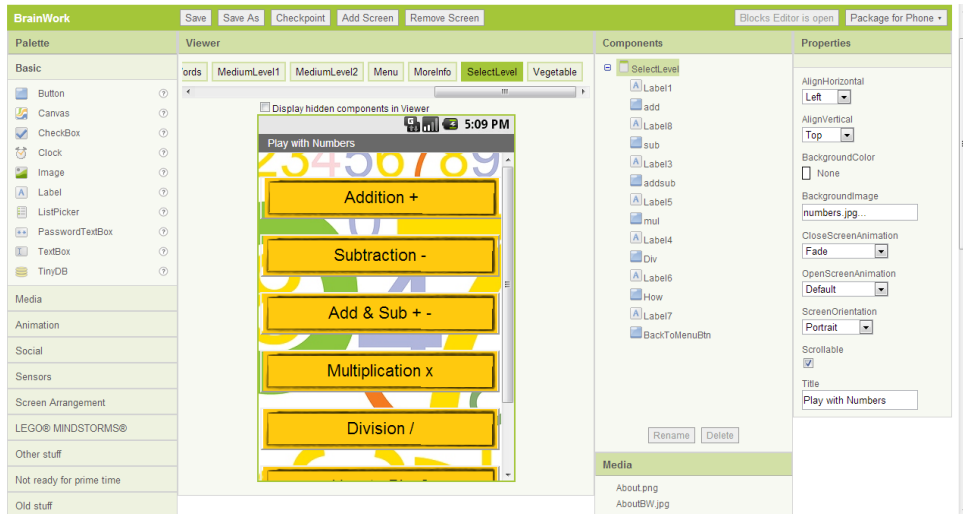 BrainWork
Save
Save As
Checkpoint
Add Screen
Remove Screen
Blocks Editor is open
Package for Phone
Palette
Basic
Button
Canvas
CheckBox
Clock
Image
Label
ListPicker
PasswordTextBox
TextBox
TinyDB
Media
Animation
Social
Sensors
Screen Arrangement
LEGO® MINDSTORMS®
Other stuff
Not ready for prime time
Old stuff
Viewer
ords
MediumLevel1
MediumLevel2
Menu
MoreInfo
SelectLevel
Vegetable
Display hidden components in Viewer
5:09 PM
Play with Numbers
Addition +
Subtraction -
Add & Sub + -
Multiplication x
Division /
Components
SelectLevel
Label1
add
Label8
sub
Label3
addsub
Label5
mul
Label4
Div
Label6
How
Label7
BackToMenuBtn
Rename
Delete
Media
About.png
AboutBW.jpg
Properties
AlignHorizontal
Left
AlignVertical
Top
BackgroundColor
None
BackgroundImage
numbers.jpg...
CloseScreenAnimation
Fade
OpenScreenAnimation
Default
ScreenOrientation
Portrait
Scrollable
Title
Play with Numbers